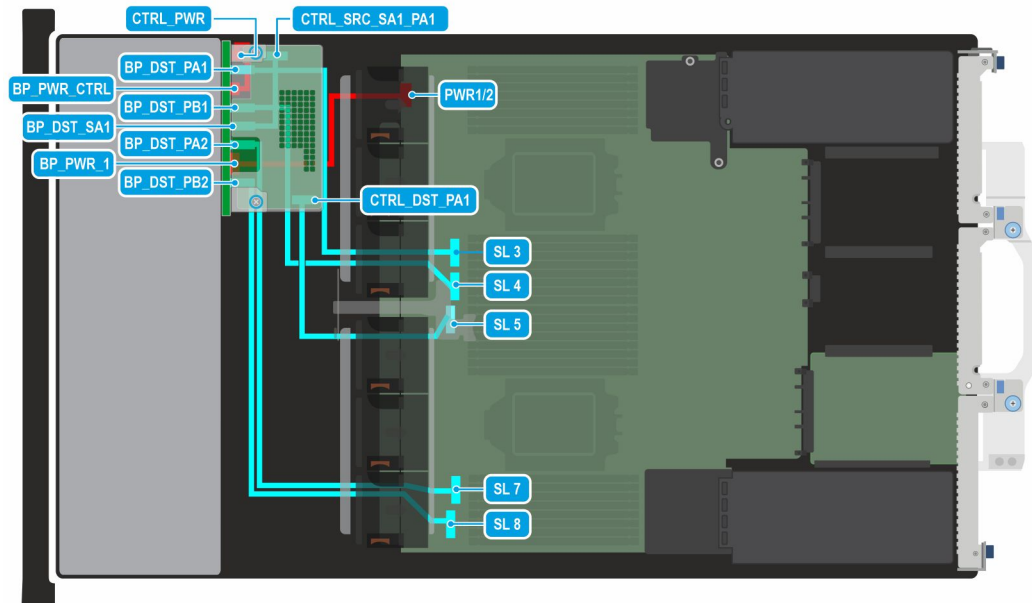 CTRL_PWR
CTRL_SRC_SA1_PA1
BP_DST_PA1
BP_PWR_CTRL
PWR1/2
BP_DST_PB1
BP_DST_SA1
BP_DST_PA2
BP_PWR_1
BP_DST_PB2
CTRL_DST_PA1
SL 3
SL 4
SL 5
SL 7
SL 8